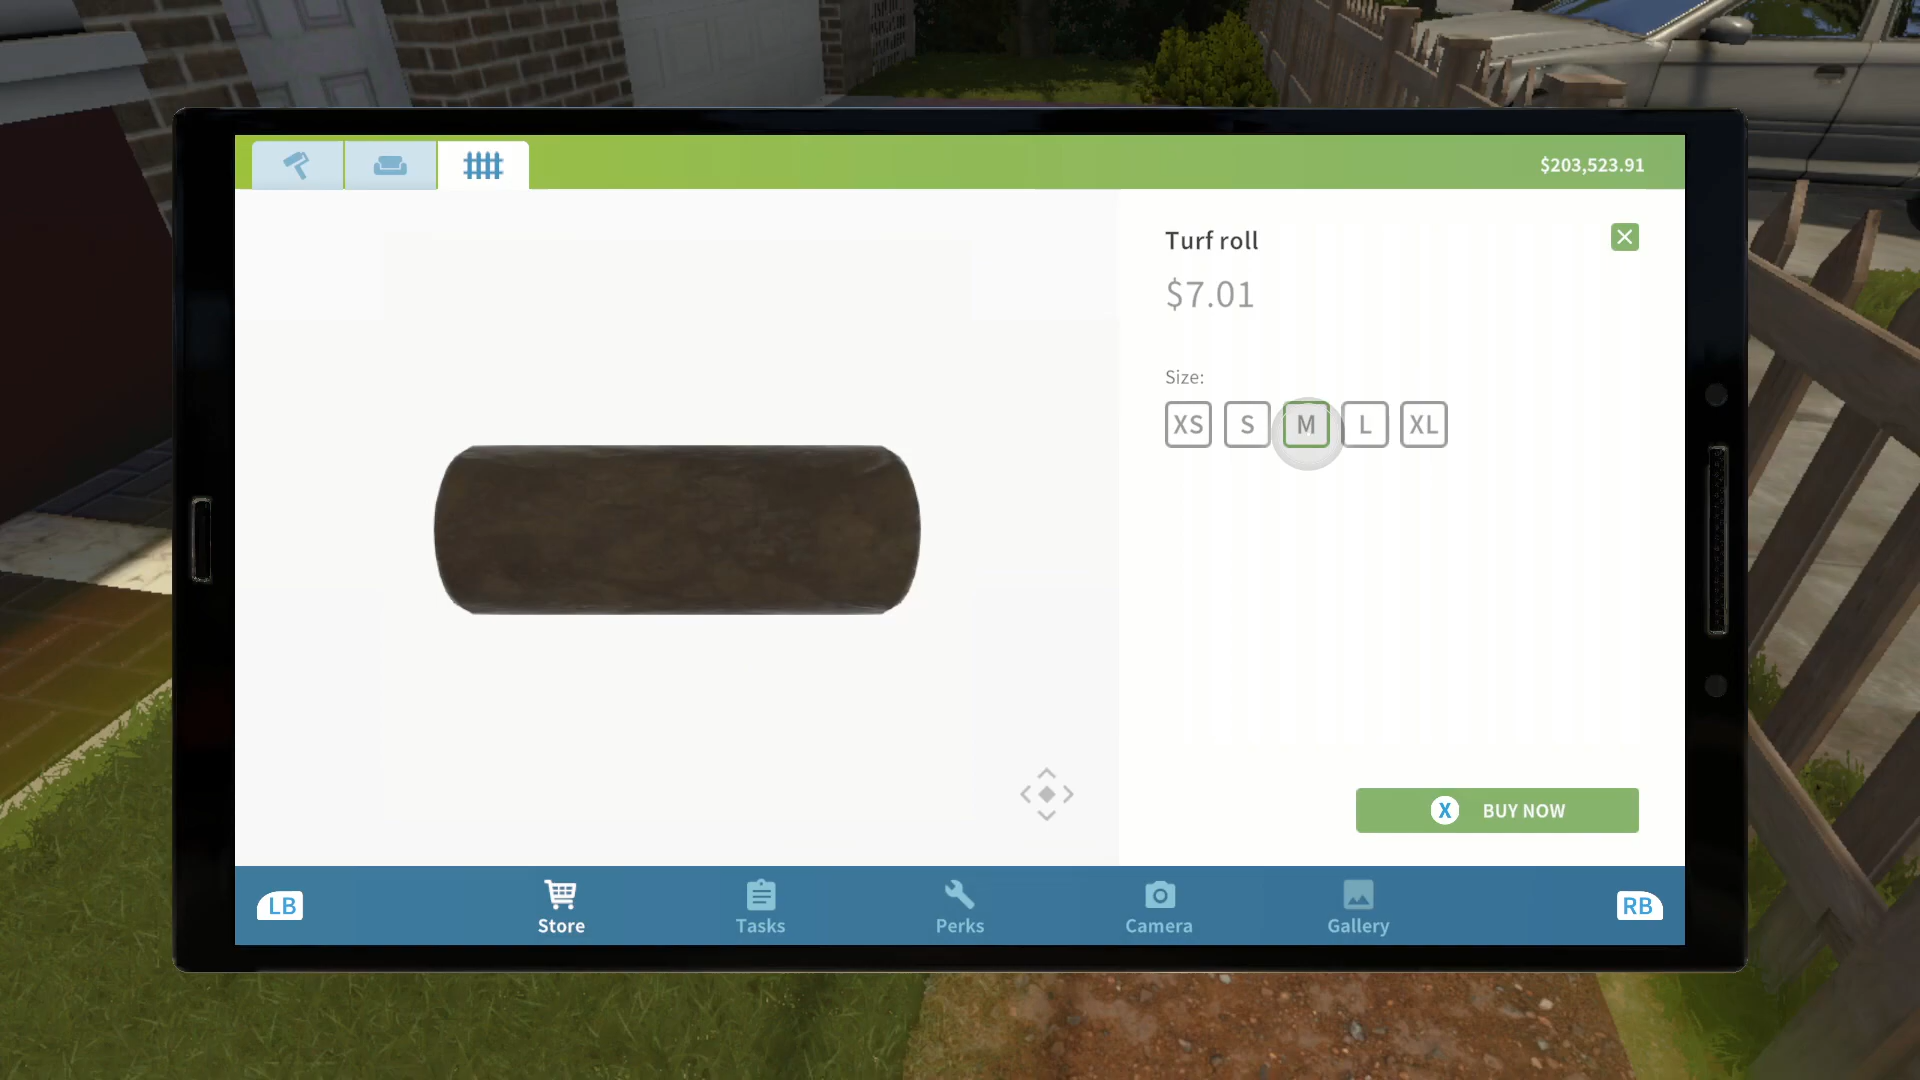 $203,523.91
Turf roll
$7.01
Size:
XS S M L XL
X BUY NOW
LB Store Tasks Perks Camera Gallery RB